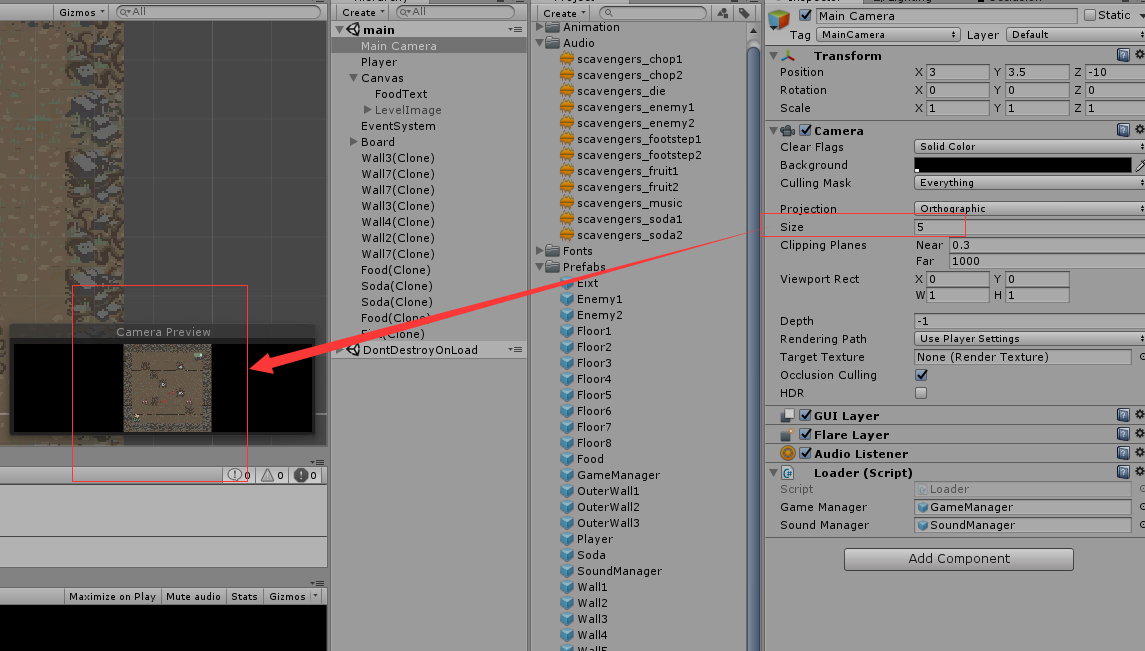 Gizmos
All
Camera Preview
0
0
0
Maximize on Play
Mute audio
Stats
Gizmos
Create
All
main
Main Camera
Player
Canvas
FoodText
LevelImage
EventSystem
Board
Wall3(Clone)
Wall7(Clone)
Wall7(Clone)
Wall3(Clone)
Wall4(Clone)
Wall2(Clone)
Wall7(Clone)
Food(Clone)
Soda(Clone)
Soda(Clone)
Food(Clone)
DontDestroyOnLoad
Create
Animation
Audio
scavengers_chop1
scavengers_chop2
scavengers_die
scavengers_enemy1
scavengers_enemy2
scavengers_footstep1
scavengers_footstep2
scavengers_fruit1
scavengers_fruit2
scavengers_music
scavengers_soda1
scavengers_soda2
Fonts
Prefabs
Eixt
Enemy1
Enemy2
Floor1
Floor2
Floor3
Floor4
Floor5
Floor6
Floor7
Floor8
Food
GameManager
OuterWall1
OuterWall2
OuterWall3
Player
Soda
SoundManager
Wall1
Wall2
Wall3
Wall4
Main Camera Static
Tag MainCamera Layer Default
Transform
Position X 3 Y 3.5 Z -10
Rotation X 0 Y 0 Z 0
Scale X 1 Y 1 Z 1
Camera
Clear Flags Solid Color
Background
Culling Mask Everything
Projection Orthographic
Size 5
Clipping Planes Near 0.3
Far 1000
Viewport Rect X 0 Y 0
W 1 H 1
Depth -1
Rendering Path Use Player Settings
Target Texture None (Render Texture)
Occlusion Culling
HDR
GUI Layer
Flare Layer
Audio Listener
Loader (Script)
Script Loader
Game Manager GameManager
Sound Manager SoundManager
Add Component